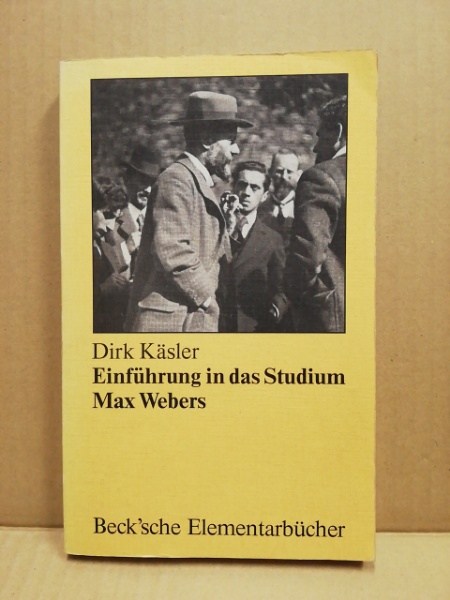 Dirk Käsler
Einführung in das Studium
Max Webers
Beck'sche Elementarbücher